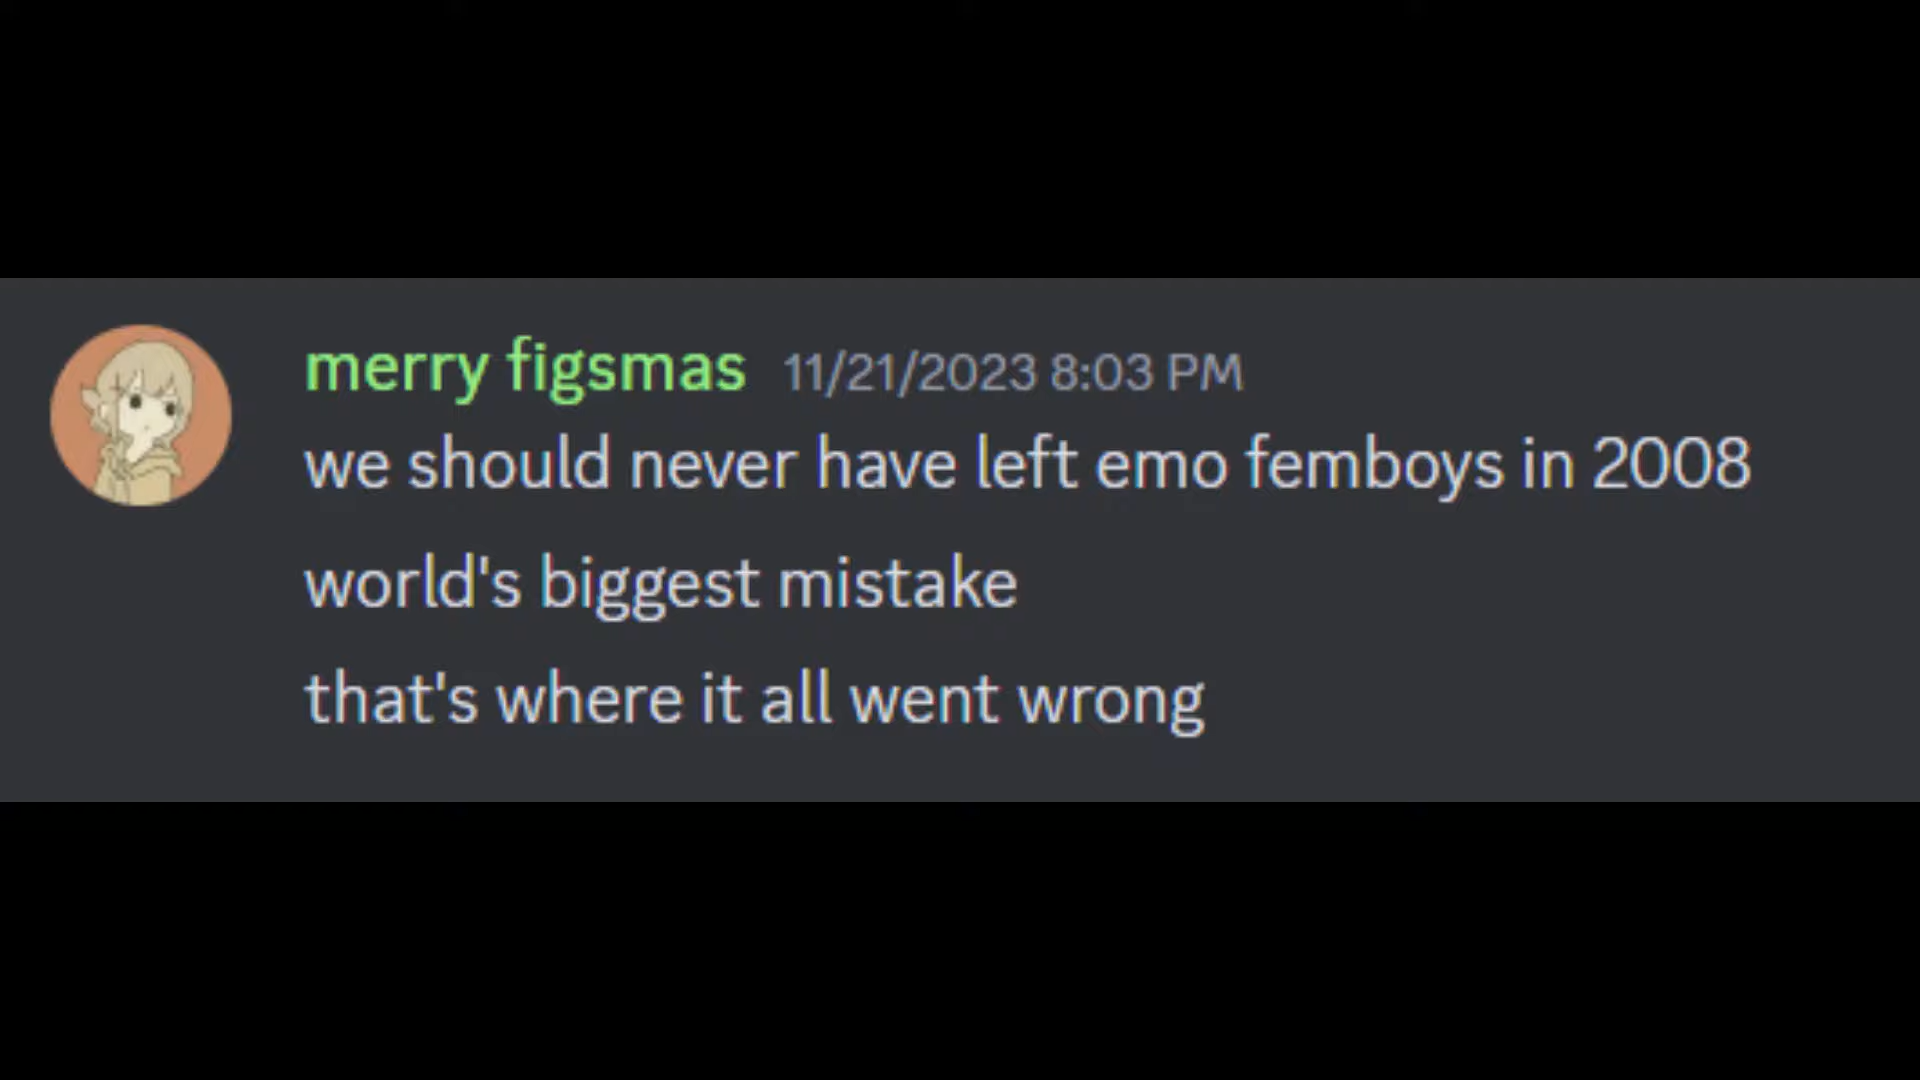 merry figsmas 11/21/2023 8:03 PM
we should never have left emo femboys in 2008
world's biggest mistake
that's where it all went wrong